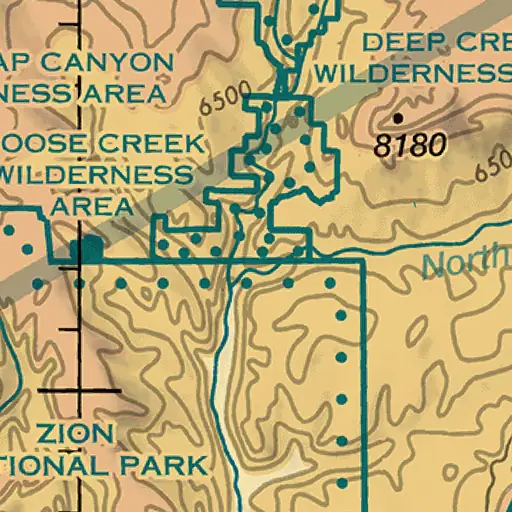 AP CANYON
NESS AREA
DEEP CRE
WILDERNESS
6500
8180
650
OOSE CREEK
WILDERNESS
AREA
North
ZION
TIONAL PARK